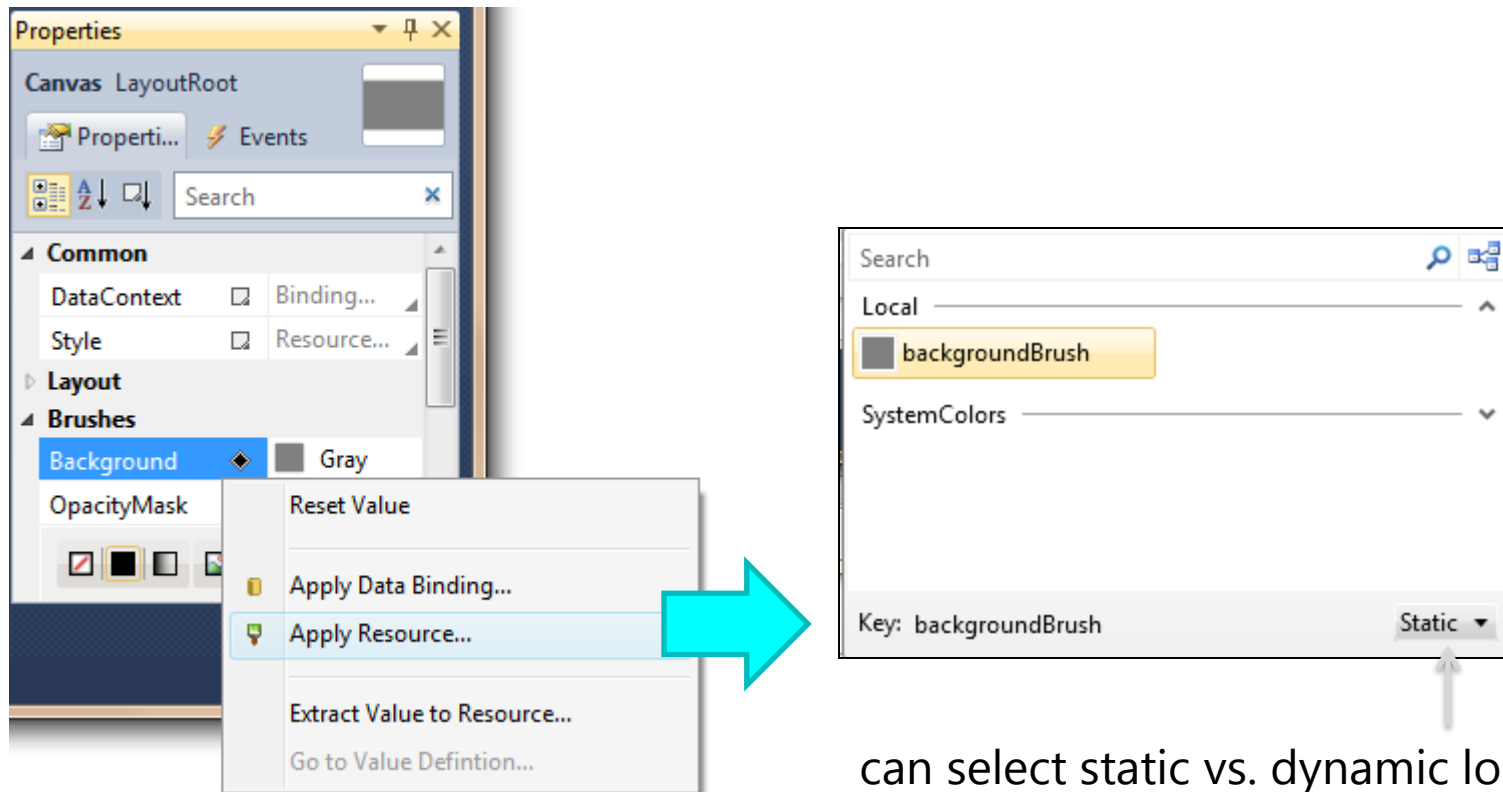 Properties
Canvas LayoutRoot
Properti... Events
Search
Common
DataContext Binding...
Style Resource...
Layout
Brushes
Background Gray
OpacityMask
Reset Value
Apply Data Binding...
Apply Resource...
Extract Value to Resource...
Go to Value Defintion...
Search
Local
backgroundBrush
SystemColors
Key: backgroundBrush Static
can select static vs. dynamic lo